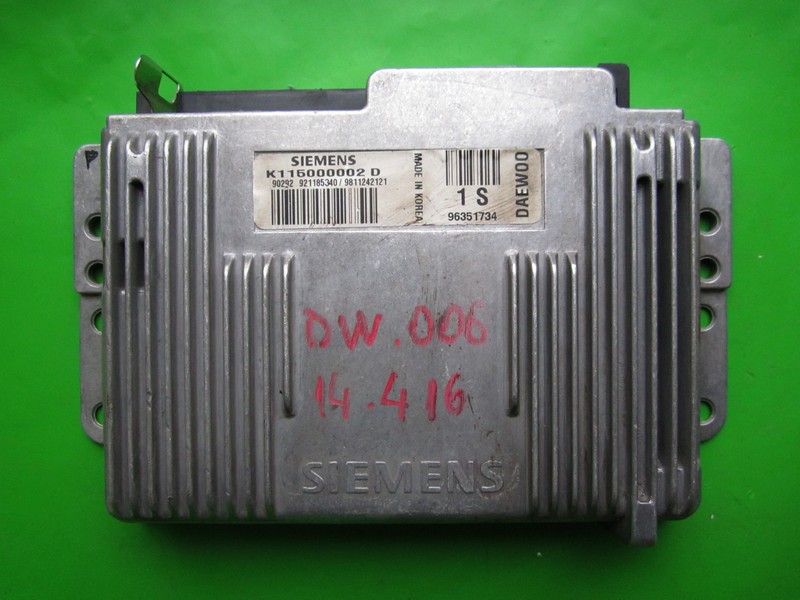 SIEMENS
K115000002 D
90292 921185340 / 9811242121
MADE IN KOREA
1 S
96351734
DAEWOO
DW.006
14.416
SIEMENS